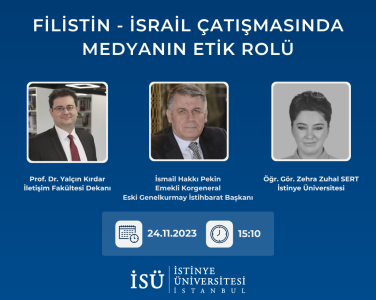 FİLİSTİN - İSRAİL ÇATIŞMASINDA
MEDYANIN ETİK ROLÜ
Prof. Dr. Yalçın Kırdar
İletişim Fakültesi Dekanı
İsmail Hakkı Pekin
Emekli Korgeneral
Eski Genelkurmay İstihbarat Başkanı
Öğr. Gör. Zehra Zuhal SERT
İstinye Üniversitesi
24.11.2023
15:10
İSÜ
İSTİNYE
ÜNİVERSİTESİ
İSTANBUL